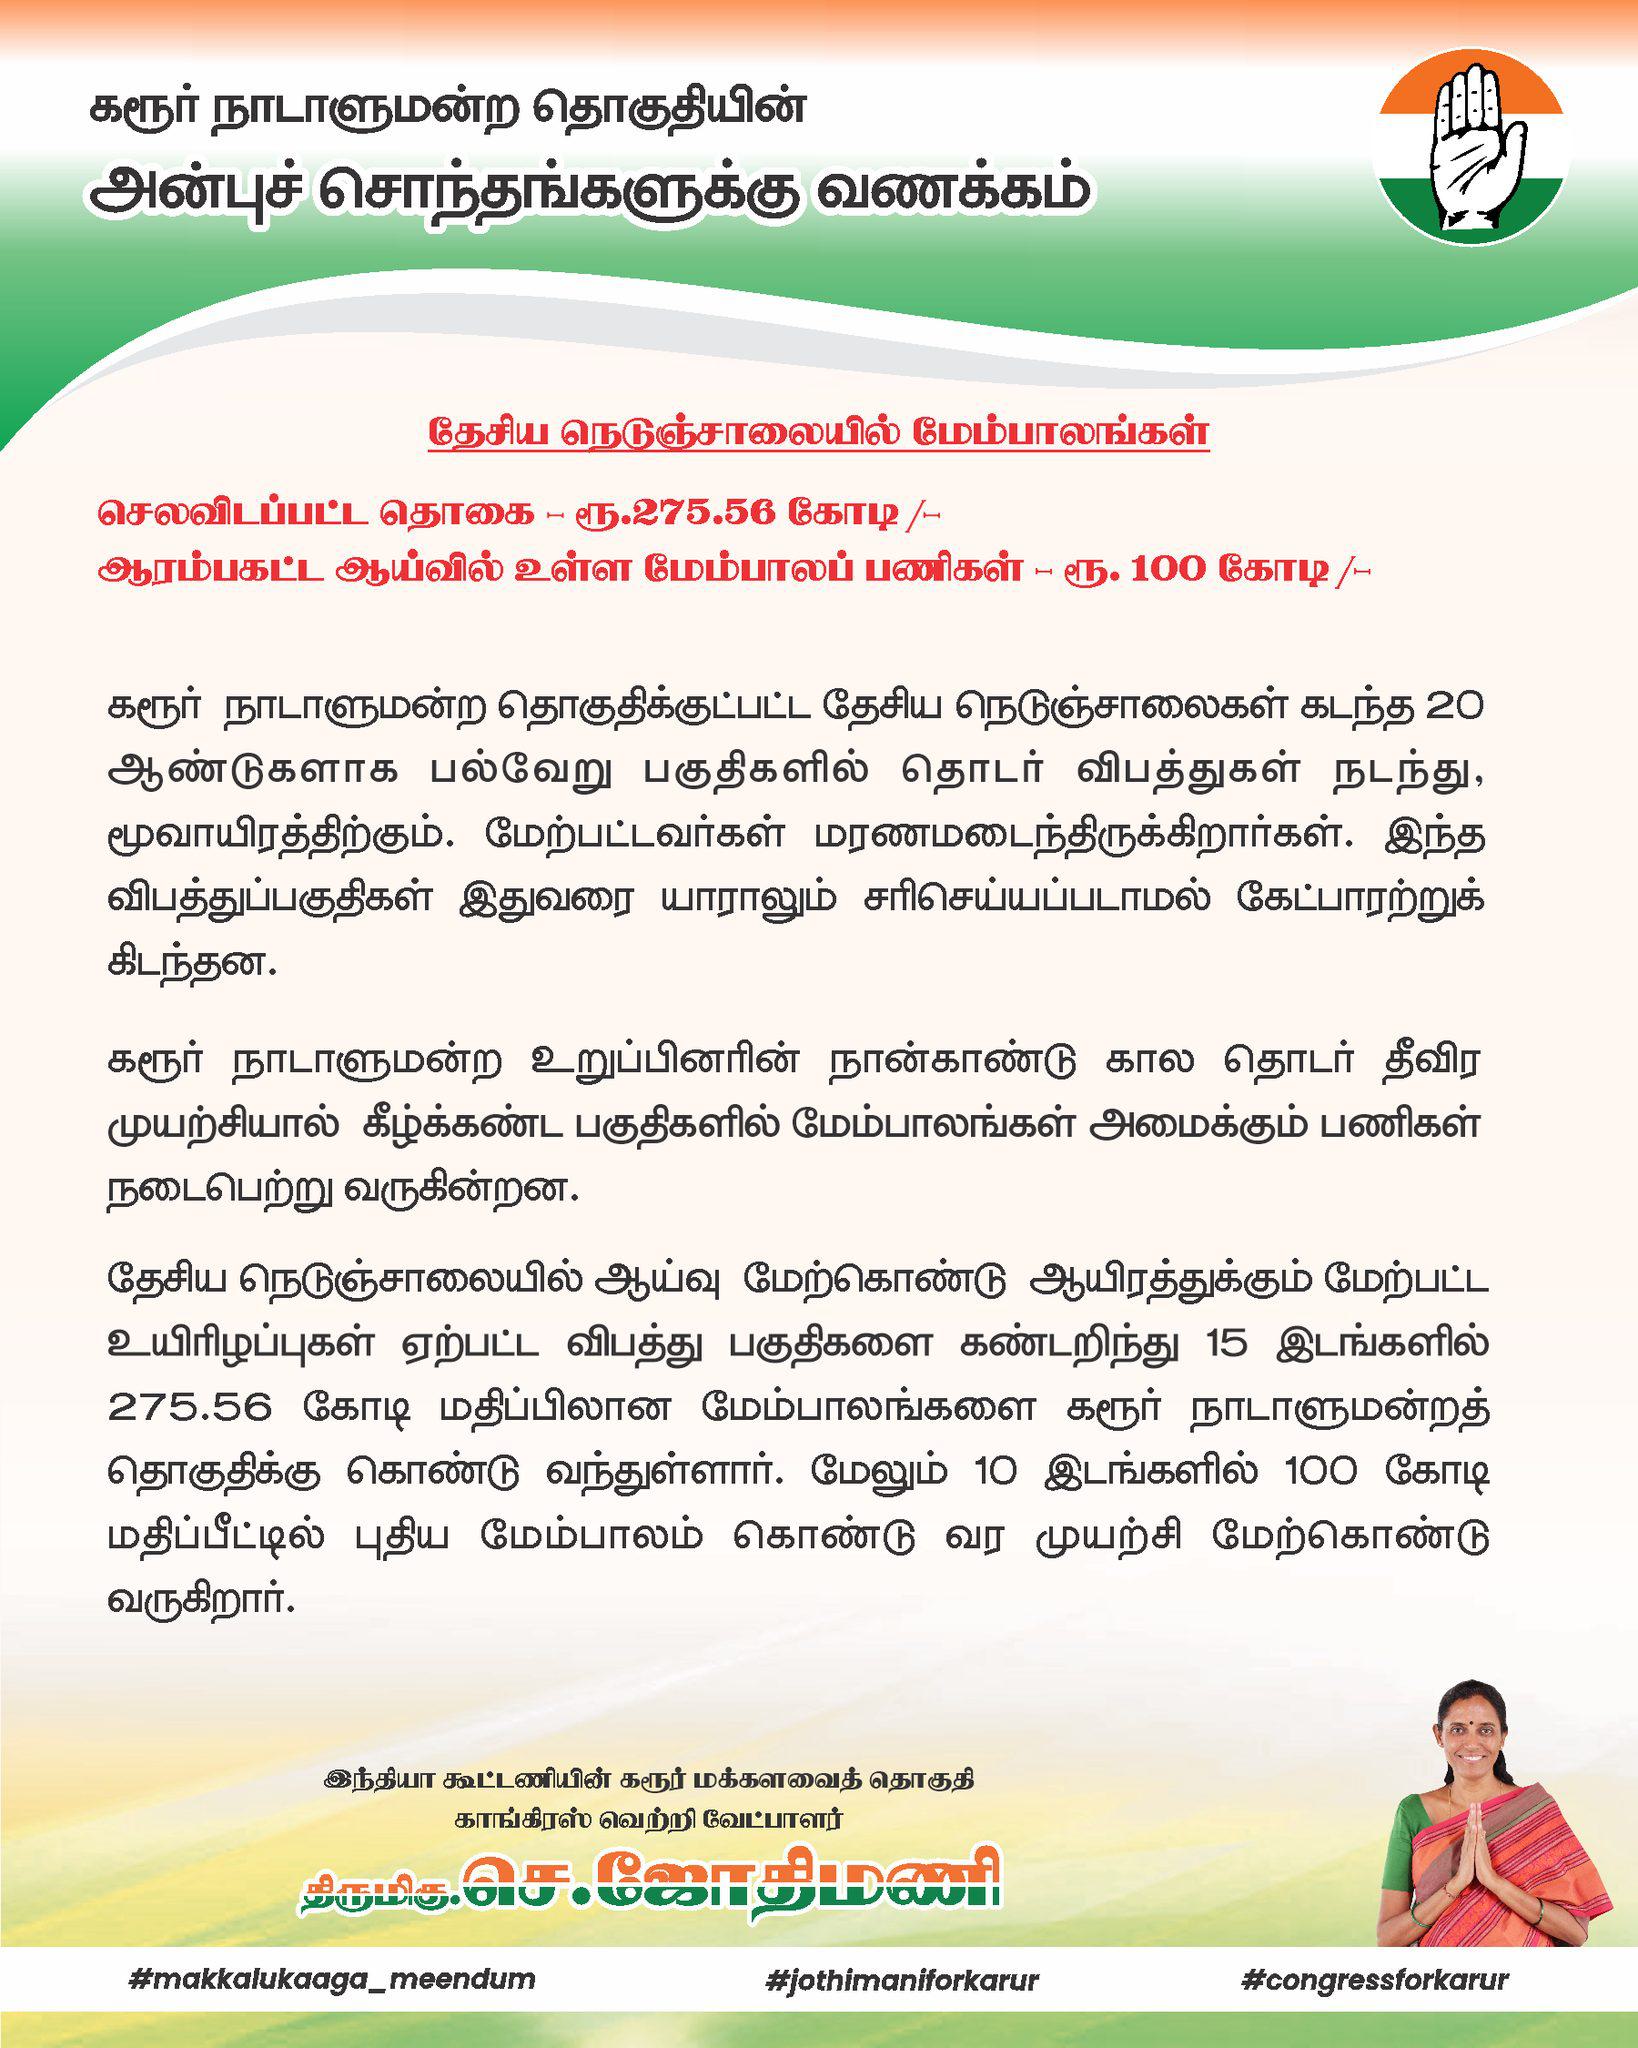 கரூர் நாடாளுமன்ற தொகுதியின்
அன்புச் சொந்தங்களுக்கு வணக்கம்
தேசிய நெடுஞ்சாலையில் மேம்பாலங்கள்
செலவிடப்பட்ட தொகை - ரூ.275.56 கோடி /-
ஆரம்பகட்ட ஆய்வில் உள்ள மேம்பாலப் பணிகள் - ரூ. 100 கோடி /-
கரூர் நாடாளுமன்ற தொகுதிக்குட்பட்ட தேசிய நெடுஞ்சாலைகள் கடந்த 20
ஆண்டுகளாக பல்வேறு பகுதிகளில் தொடர் விபத்துகள் நடந்து,
மூவாயிரத்திற்கும். மேற்பட்டவர்கள் மரணமடைந்திருக்கிறார்கள். இந்த
விபத்துப்பகுதிகள் இதுவரை யாராலும் சரிசெய்யப்படாமல் கேட்பாரற்றுக்
கிடந்தன.
கரூர் நாடாளுமன்ற உறுப்பினரின் நான்காண்டு கால தொடர் தீவிர
முயற்சியால் கீழ்க்கண்ட பகுதிகளில் மேம்பாலங்கள் அமைக்கும் பணிகள்
நடைபெற்று வருகின்றன.
தேசிய நெடுஞ்சாலையில் ஆய்வு மேற்கொண்டு ஆயிரத்துக்கும் மேற்பட்ட
உயிரிழப்புகள் ஏற்பட்ட விபத்து பகுதிகளை கண்டறிந்து 15 இடங்களில்
275.56 கோடி மதிப்பிலான மேம்பாலங்களை கரூர் நாடாளுமன்றத்
தொகுதிக்கு கொண்டு வந்துள்ளார். மேலும் 10 இடங்களில் 100 கோடி
மதிப்பீட்டில் புதிய மேம்பாலம் கொண்டு வர முயற்சி மேற்கொண்டு
வருகிறார்.
இந்தியா கூட்டணியின் கரூர் மக்களவைத் தொகுதி
காங்கிரஸ் வெற்றி வேட்பாளர்
திருமிகு.செ.ஜோதிமணி
#makkalukaaga_meendum #jothimaniforkarur #congressforkarur